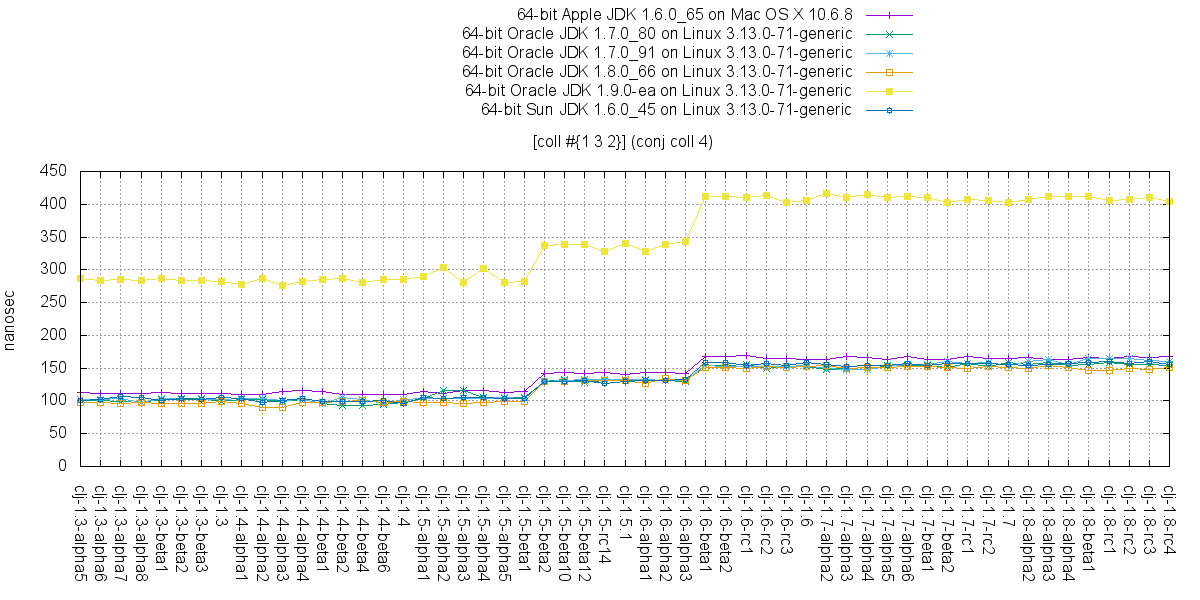 64-bit Apple JDK 1.6.0_65 on Mac OS X 10.6.8
64-bit Oracle JDK 1.7.0_80 on Linux 3.13.0-71-generic
64-bit Oracle JDK 1.7.0_91 on Linux 3.13.0-71-generic
64-bit Oracle JDK 1.8.0_66 on Linux 3.13.0-71-generic
64-bit Oracle JDK 1.9.0-ea on Linux 3.13.0-71-generic
64-bit Sun JDK 1.6.0_45 on Linux 3.13.0-71-generic
[coll #{1 3 2}] (conj coll 4)
450
400
350
300
250
200
150
100
50
0
nanosec
clj-1.3-alpha5
clj-1.3-alpha6
clj-1.3-alpha7
clj-1.3-alpha8
clj-1.3-beta1
clj-1.3-beta2
clj-1.3-beta3
clj-1.3
clj-1.4-alpha1
clj-1.4-alpha2
clj-1.4-alpha3
clj-1.4-alpha4
clj-1.4-beta1
clj-1.4-beta2
clj-1.4-beta4
clj-1.4-beta6
clj-1.4
clj-1.5-alpha1
clj-1.5-alpha2
clj-1.5-alpha3
clj-1.5-alpha4
clj-1.5-alpha5
clj-1.5-beta1
clj-1.5-beta2
clj-1.5-beta10
clj-1.5-beta12
clj-1.5-rc14
clj-1.5.1
clj-1.6-alpha1
clj-1.6-alpha2
clj-1.6-alpha3
clj-1.6-beta1
clj-1.6-beta2
clj-1.6-rc1
clj-1.6-rc2
clj-1.6-rc3
clj-1.6
clj-1.7-alpha2
clj-1.7-alpha3
clj-1.7-alpha4
clj-1.7-alpha5
clj-1.7-alpha6
clj-1.7-beta1
clj-1.7-beta2
clj-1.7-rc1
clj-1.7-rc2
clj-1.7
clj-1.8-alpha2
clj-1.8-alpha3
clj-1.8-alpha4
clj-1.8-beta1
clj-1.8-rc1
clj-1.8-rc2
clj-1.8-rc3
clj-1.8-rc4